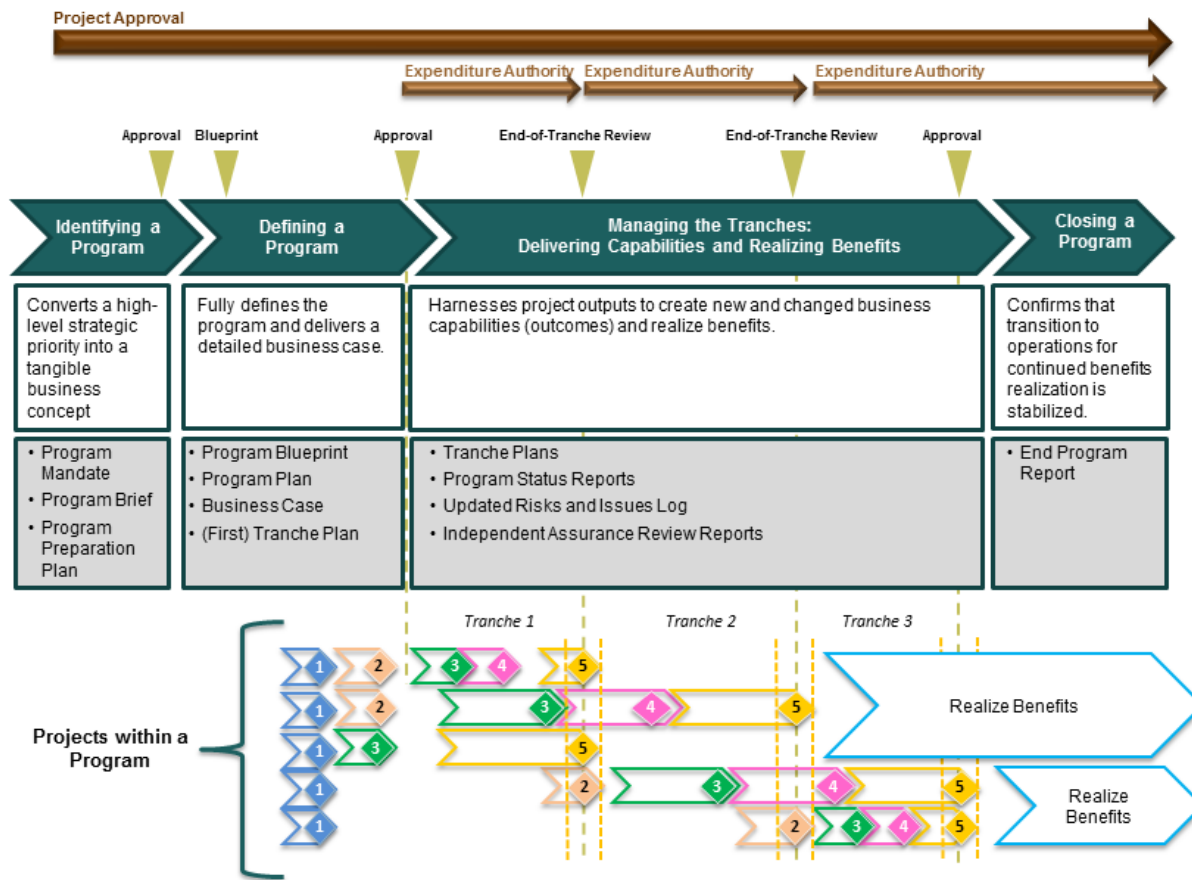 Project Approval
Expenditure Authority
Expenditure Authority
Expenditure Authority
Approval
Blueprint
Approval
End-of-Tranche Review
End-of-Tranche Review
Approval
Identifying a
Program
Defining a
Program
Managing the Tranches:
Delivering Capabilities and Realizing Benefits
Closing a
Program
Converts a high-
level strategic
priority into a
tangible
business
concept
Fully defines the
program and delivers a
detailed business case.
Harnesses project outputs to create new and changed business
capabilities (outcomes) and realize benefits.
Confirms that
transition to
operations for
continued benefits
realization is
stabilized.
• Program
Mandate
• Program Brief
• Program
Preparation
Plan
• Program Blueprint
• Program Plan
• Business Case
• (First) Tranche Plan
• Tranche Plans
• Program Status Reports
• Updated Risks and Issues Log
• Independent Assurance Review Reports
• End Program
Report
Tranche 1
Tranche 2
Tranche 3
Projects within a
Program
1 2 3 4 5
1 2 3 4 5
1 3 5
1 2 3 4 5
1 2 3 4 5
Realize Benefits
Realize
Benefits